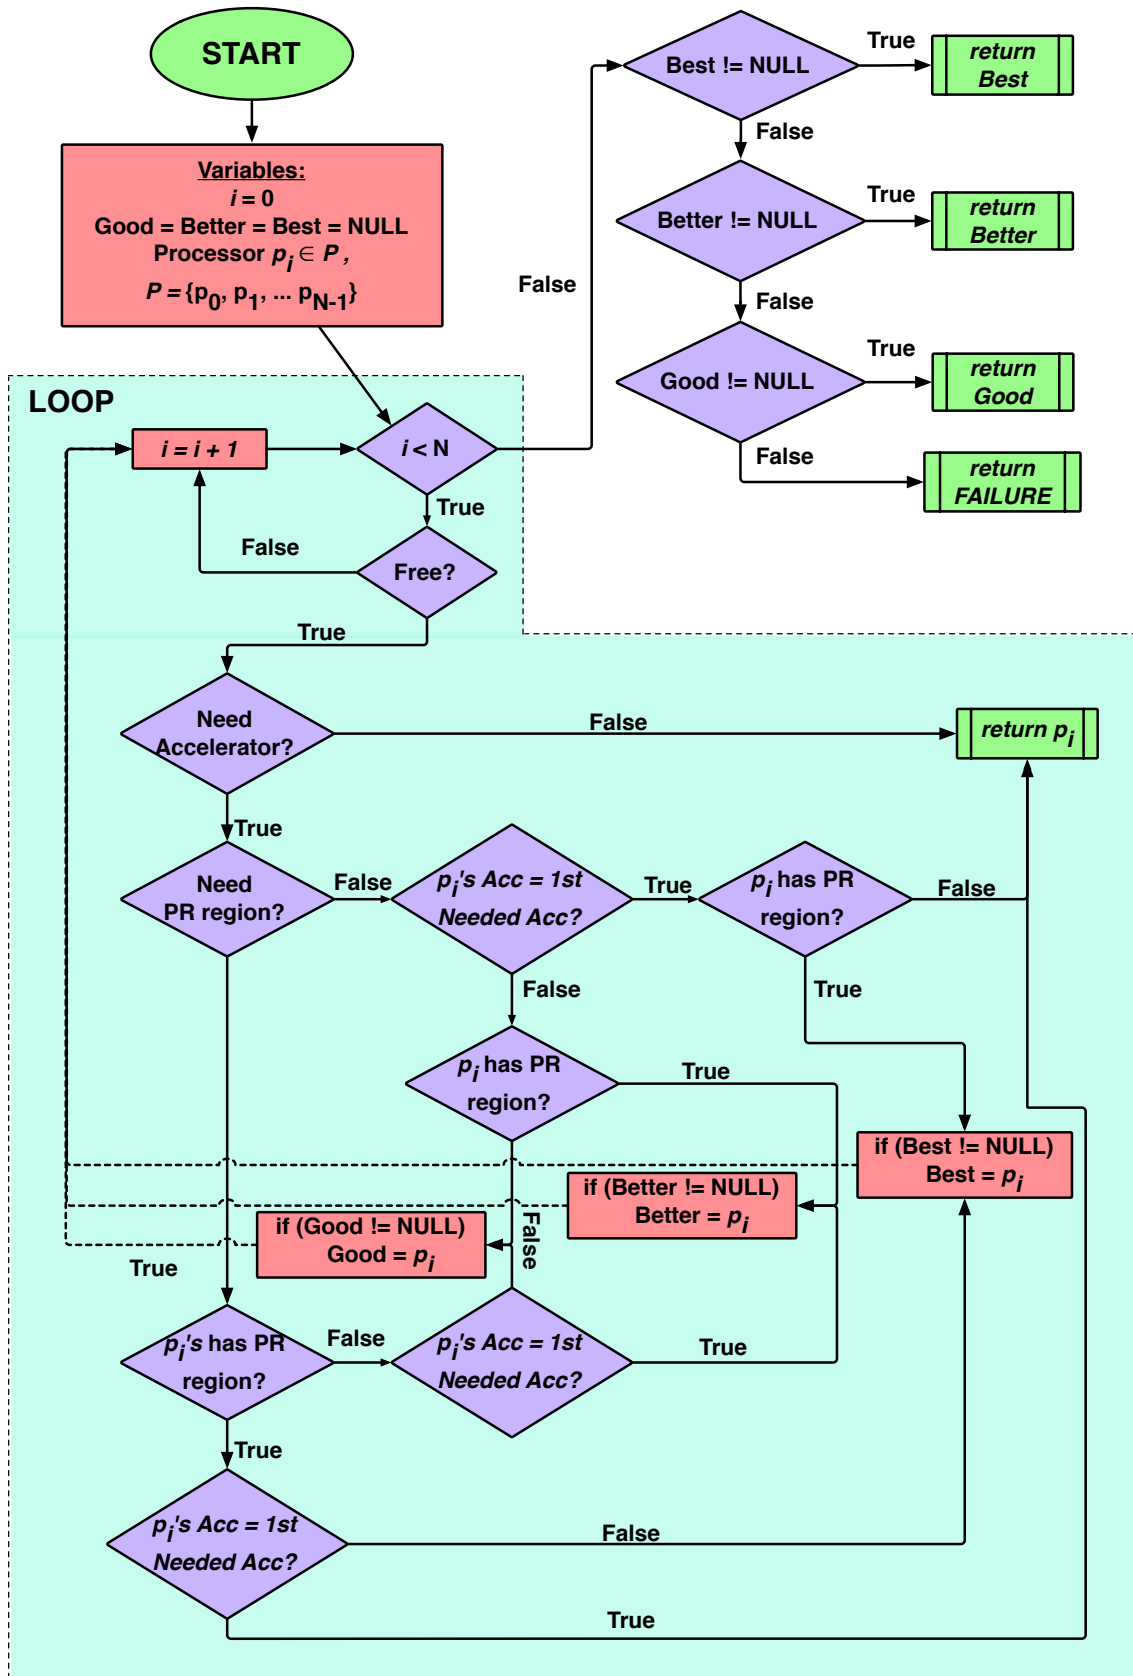 START
Variables:
i = 0
Good = Better = Best = NULL
Processor pi ∈ P ,
P = {p0, p1, ... pN-1}
Best != NULL
True
return
Best
False
Better != NULL
True
return
Better
False
Good != NULL
True
return
Good
False
return
FAILURE
False
LOOP
i = i + 1
i < N
True
Free?
False
True
Need
Accelerator?
False
return pi
True
Need
PR region?
False
pi's Acc = 1st
Needed Acc?
True
pi has PR
region?
False
True
False
pi has PR
region?
True
if (Best != NULL)
Best = pi
if (Better != NULL)
Better = pi
False
if (Good != NULL)
Good = pi
True
pi's has PR
region?
False
pi's Acc = 1st
Needed Acc?
True
True
pi's Acc = 1st
Needed Acc?
False
True